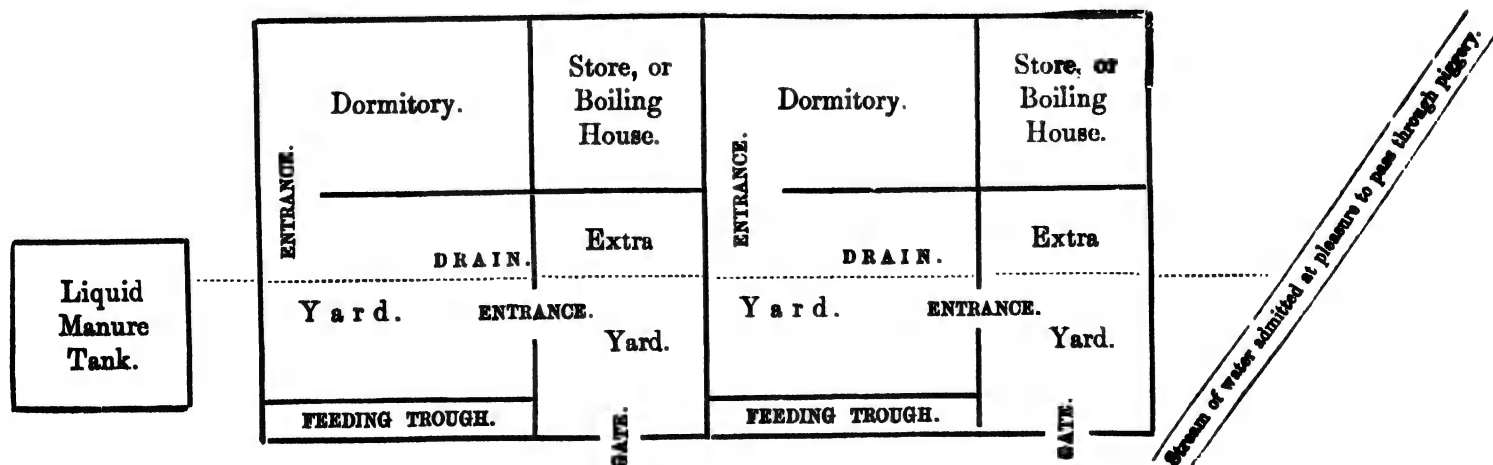 Dormitory.
Store, or
Boiling
House.
Dormitory.
Store, or
Boiling
House.
ENTRANCE.
ENTRANCE.
Extra
Extra
DRAIN.
DRAIN.
Liquid
Manure
Tank.
Yard.
ENTRANCE.
Yard.
Yard.
ENTRANCE.
Yard.
FEEDING TROUGH.
GATE.
FEEDING TROUGH.
GATE.
Stream of water admitted at pleasure to pass through piggery.